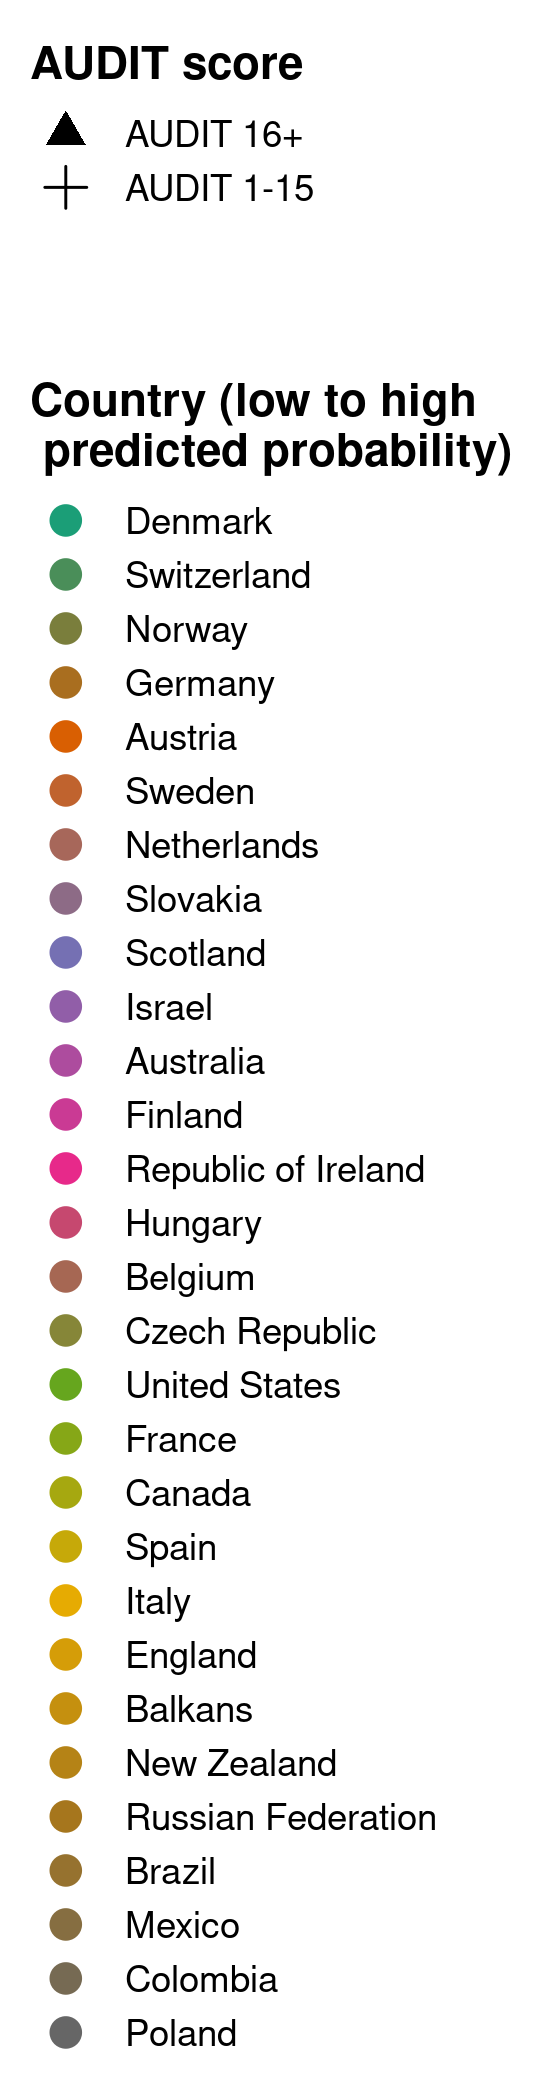 AUDIT score
AUDIT 16+
AUDIT 1-15
Country (low to high
predicted probability)
Denmark
Switzerland
Norway
Germany
Austria
Sweden
Netherlands
Slovakia
Scotland
Israel
Australia
Finland
Republic of Ireland
Hungary
Belgium
Czech Republic
United States
France
Canada
Spain
Italy
England
Balkans
New Zealand
Russian Federation
Brazil
Mexico
Colombia
Poland